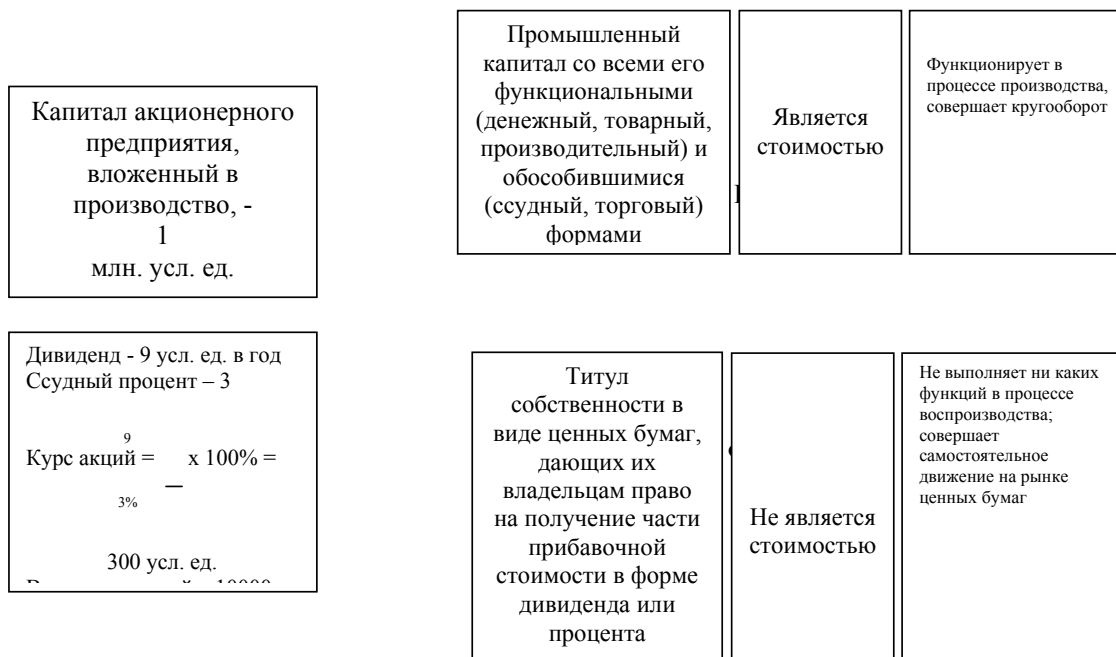 Капитал акционерного
предприятия,
вложенный в
производство, -
1
млн. усл. ед.
Промышленный
капитал со всеми его
функциональными
(денежный, товарный,
производительный) и
обособившимися
(ссудный, торговый)
формами
Является
стоимостью
Функционирует в
процессе производства,
совершает кругооборот
Дивиденд - 9 усл. ед. в год
Ссудный процент – 3
9
Курс акций = х 100% =
3%
300 усл. ед.
Титул
собственности в
виде ценных бумаг,
дающих их
владельцам право
на получение части
прибавочной
стоимости в форме
дивиденда или
процента
Не является
стоимостью
Не выполняет ни каких
функций в процессе
воспроизводства;
совершает
самостоятельное
движение на рынке
ценных бумаг